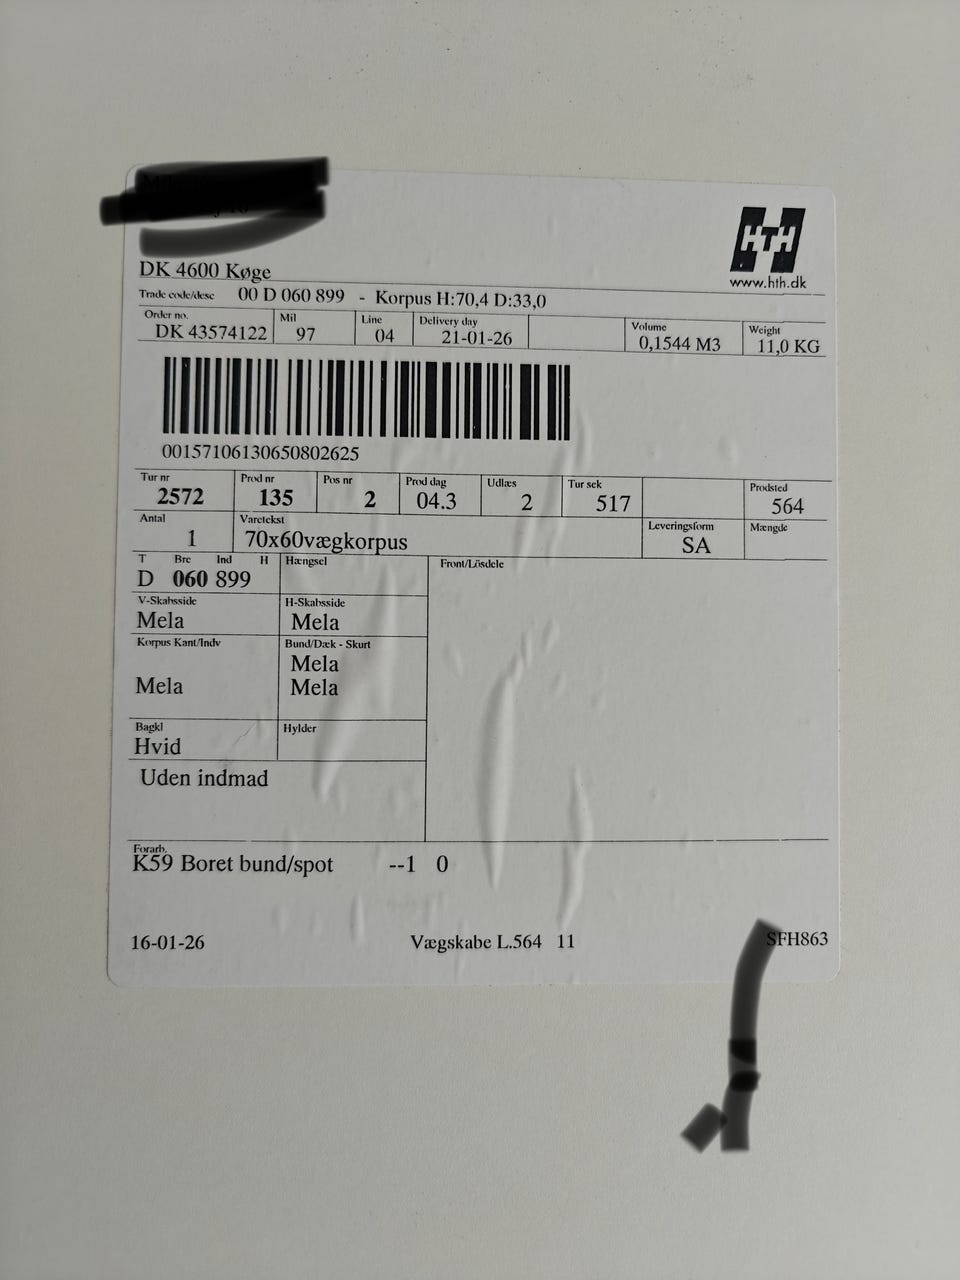 DK 4600 Køge
HTH
www.hth.dk
Trade code/desc 00 D 060 899 - Korpus H:70,4 D:33,0
Order no. Mil Line Delivery day Volume Weight
DK 43574122 97 04 21-01-26 0,1544 M3 11,0 KG
00157106130650802625
Tur nr Prod nr Pos nr Prod dag Udlæs Tur sek Prodsted
2572 135 2 04.3 2 517 564
Antal Varetekst Leveringsform Mængde
1 70x60vægkorpus SA
T Bre Ind H Hængsel Front/Lösdele
D 060 899
V-Skabsside H-Skabsside
Mela Mela
Korpus Kant/Indv Bund/Dæk - Skurt
Mela
Mela Mela
Bagkl Hylder
Hvid
Uden indmad
Forarb.
K59 Boret bund/spot --1 0
16-01-26 Vægskabe L.564 11 SFH863